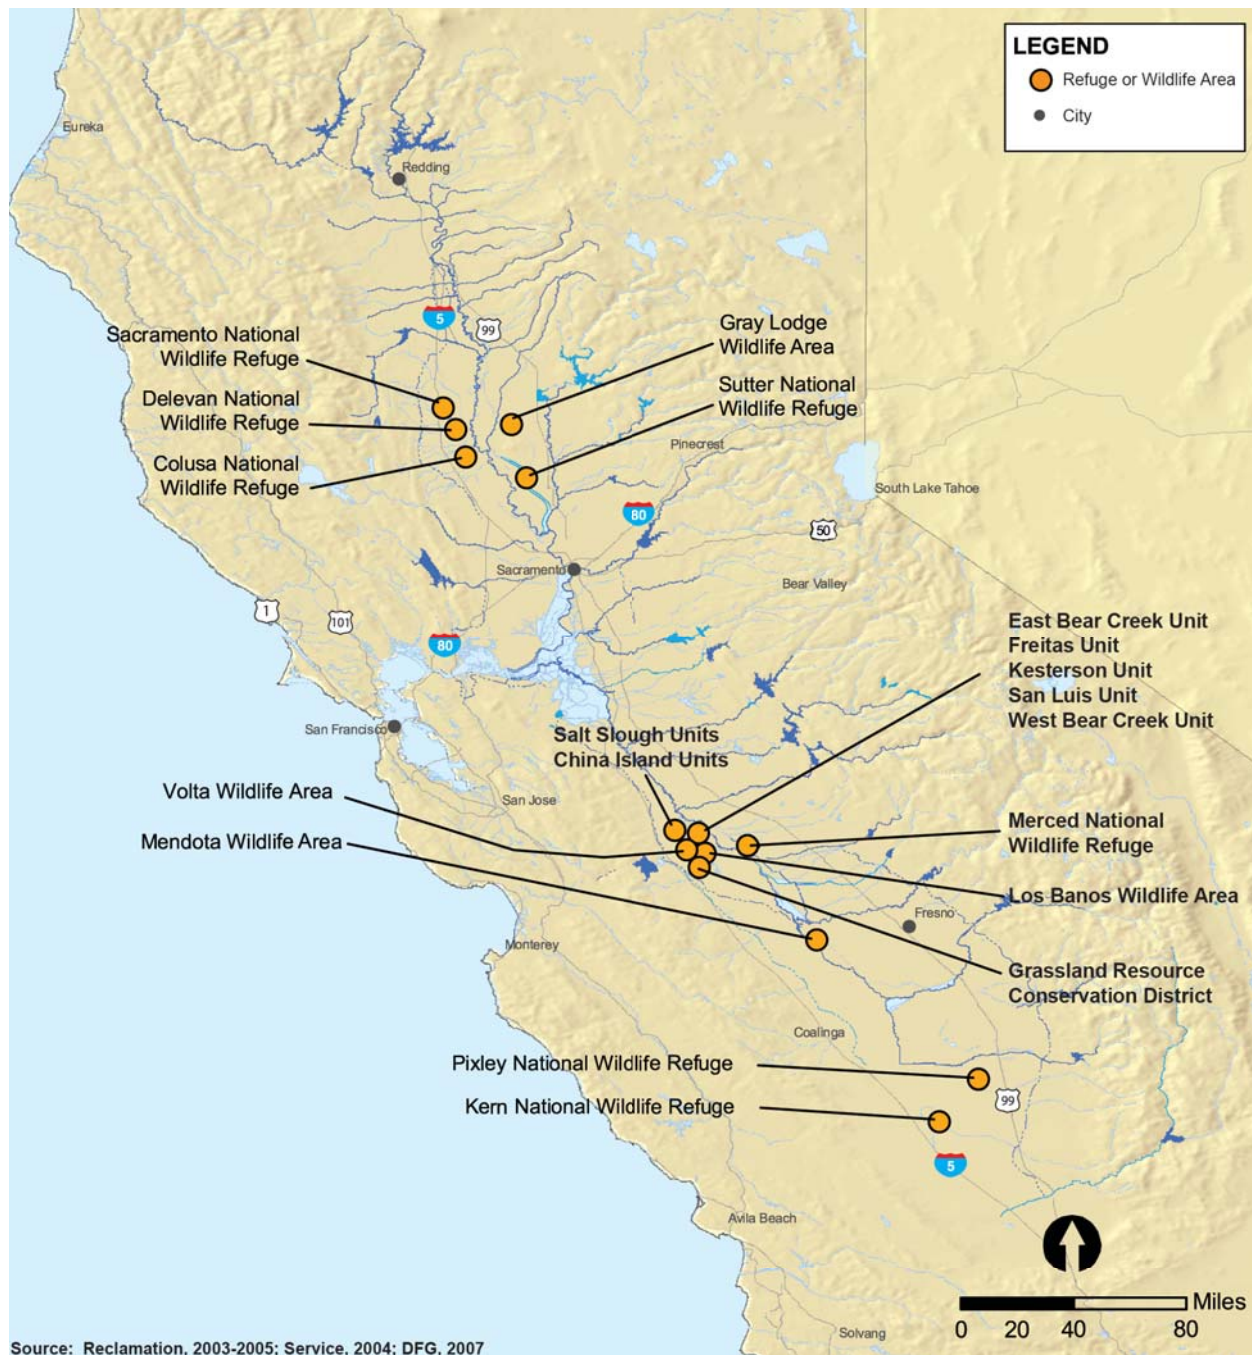 LEGEND
Refuge or Wildlife Area
City
Eureka
Redding
5
99
Sacramento National
Wildlife Refuge
Gray Lodge
Wildlife Area
Delevan National
Wildlife Refuge
Sutter National
Wildlife Refuge
Colusa National
Wildlife Refuge
Pinecrest
South Lake Tahoe
80
50
Sacramento
Bear Valley
1
101
80
East Bear Creek Unit
Freitas Unit
Kesterson Unit
San Luis Unit
West Bear Creek Unit
San Francisco
Salt Slough Units
China Island Units
Volta Wildlife Area
San Jose
Mendota Wildlife Area
Merced National
Wildlife Refuge
Los Banos Wildlife Area
Fresno
Monterey
Grassland Resource
Conservation District
Coalinga
Pixley National Wildlife Refuge
99
Kern National Wildlife Refuge
5
Avila Beach
Miles
0 20 40 80
Solvang
Source: Reclamation, 2003-2005; Service, 2004; DFG, 2007